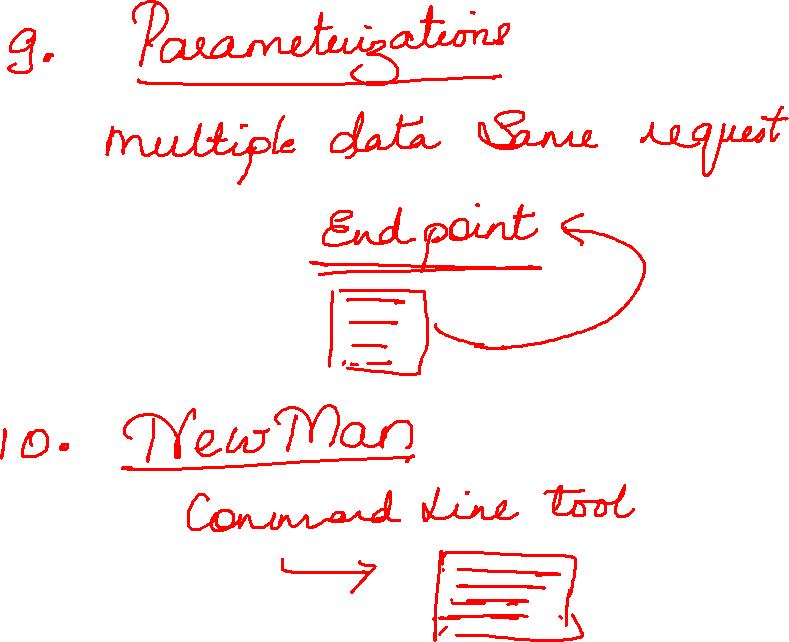 9. Parameterizations
multiple data same request
End point
10. NewMan
Command Line tool